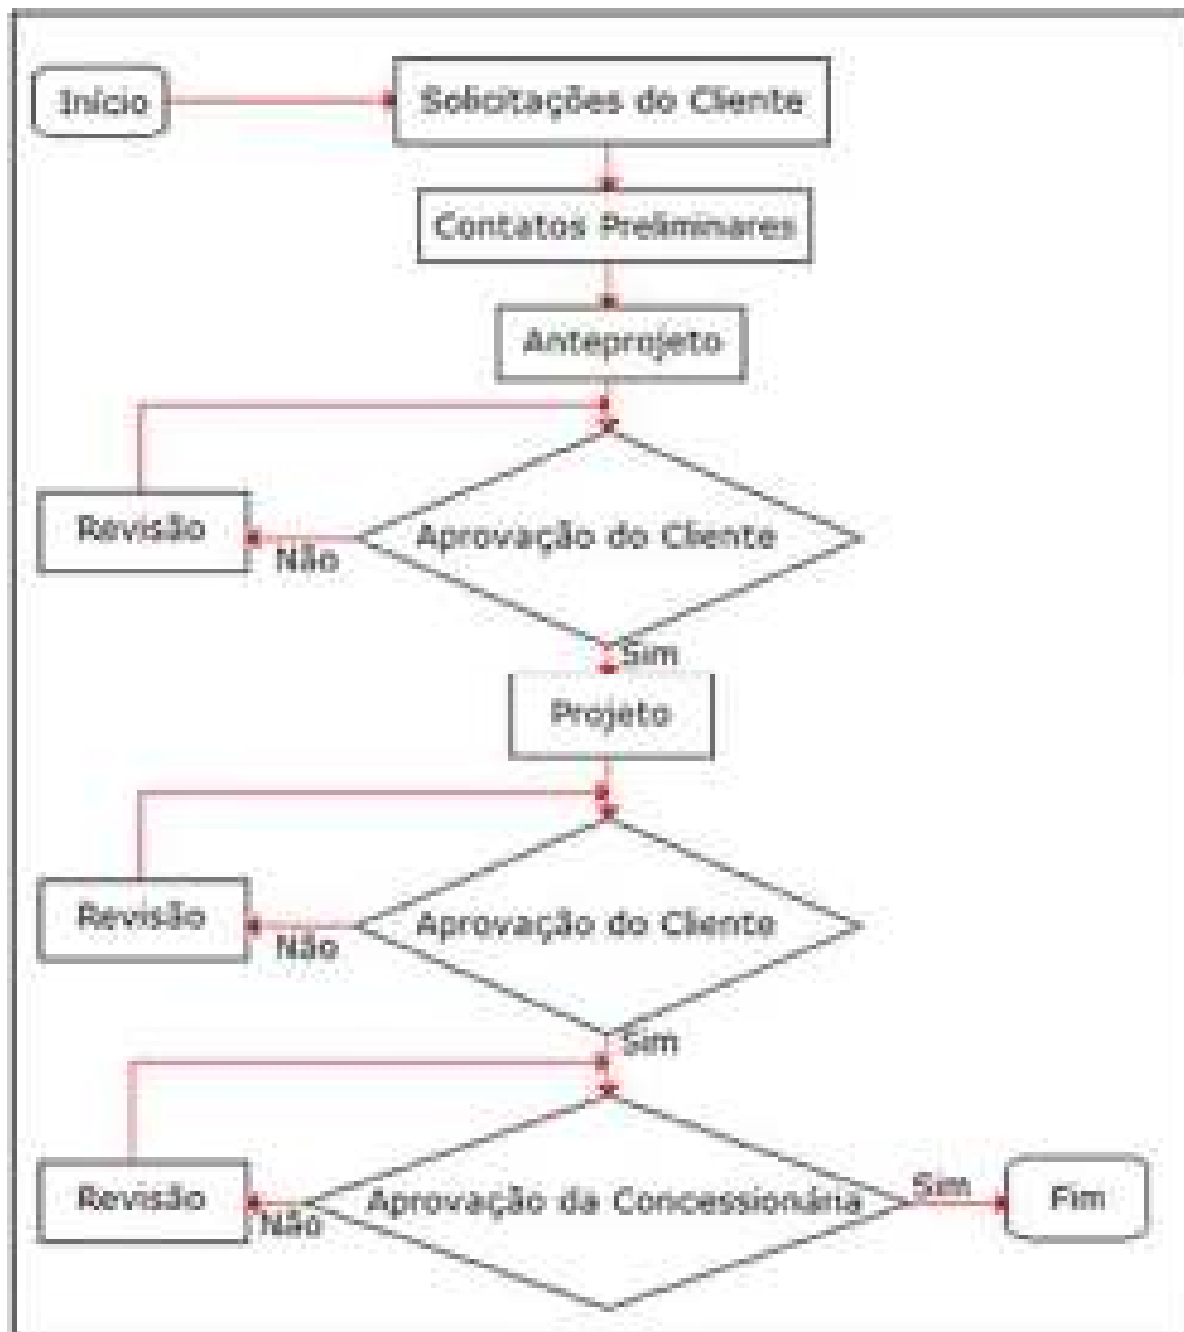 Início
Solicitações do Cliente
Contatos Preliminares
Anteprojeto
Aprovação do Cliente
Revisão
Não
Sim
Projeto
Aprovação do Cliente
Revisão
Não
Sim
Aprovação da Concessionária
Revisão
Não
Sim
Fim